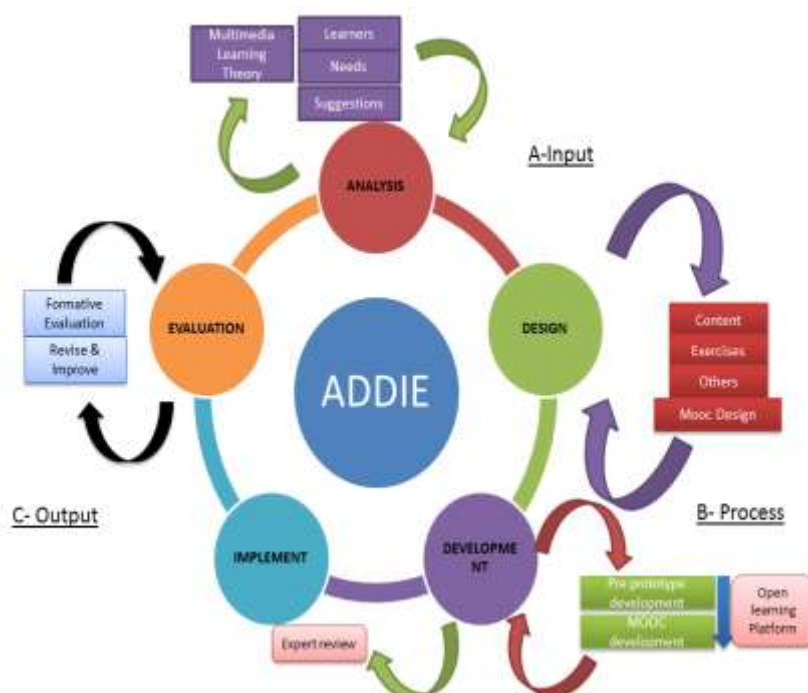 Multimedia
Learning
Theory
Learners
Needs
Suggestions
A-Input
ANALYSIS
Formative
Evaluation
Revise &
Improve
EVALUATION
ADDIE
DESIGN
Content
Exercises
Others
Mooc Design
C- Output
B- Process
IMPLEMENT
DEVELOPME
NT
Pre prototype
development
MOOC
development
Open
learning
Platform
Expert review